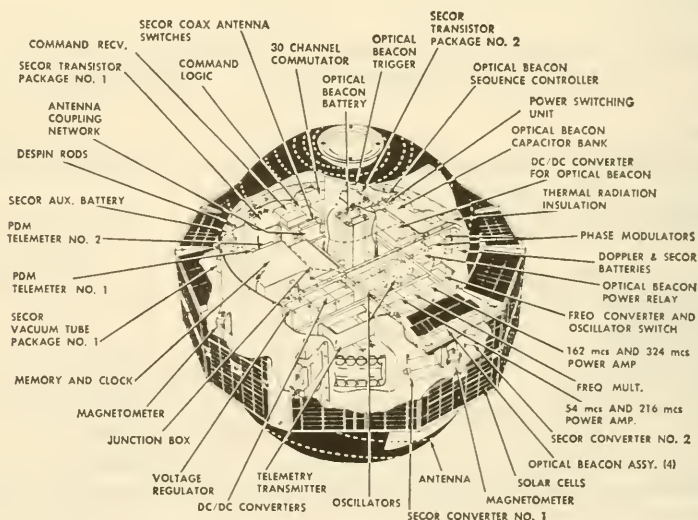 SECOR COAX ANTENNA
SWITCHES
COMMAND RECV.
SECOR TRANSISTOR
PACKAGE NO. 1
COMMAND
LOGIC
30 CHANNEL
COMMUTATOR
OPTICAL
BEACON
TRIGGER
SECOR
TRANSISTOR
PACKAGE NO. 2
OPTICAL
BEACON
BATTERY
OPTICAL BEACON
SEQUENCE CONTROLLER
ANTENNA
COUPLING
NETWORK
DESPIN RODS
SECOR AUX. BATTERY
PDM
TELEMETER NO. 2
PDM
TELEMETER NO. 1
SECOR
VACUUM TUBE
PACKAGE NO. 1
MEMORY AND CLOCK
MAGNETOMETER
JUNCTION BOX
VOLTAGE
REGULATOR
DC/DC CONVERTERS
TELEMETRY
TRANSMITTER
OSCILLATORS
ANTENNA
POWER SWITCHING
UNIT
OPTICAL BEACON
CAPACITOR BANK
DC/DC CONVERTER
FOR OPTICAL BEACON
THERMAL RADIATION
INSULATION
PHASE MODULATORS
DOPPLER & SECOR
BATTERIES
OPTICAL BEACON
POWER RELAY
FREQ CONVERTER AND
OSCILLATOR SWITCH
162 mcs AND 324 mcs
POWER AMP
FREQ MULT.
54 mcs AND 216 mcs
POWER AMP.
SECOR CONVERTER NO. 2
OPTICAL BEACON ASSY. (4)
SOLAR CELLS
MAGNETOMETER
SECOR CONVERTER NO. 1